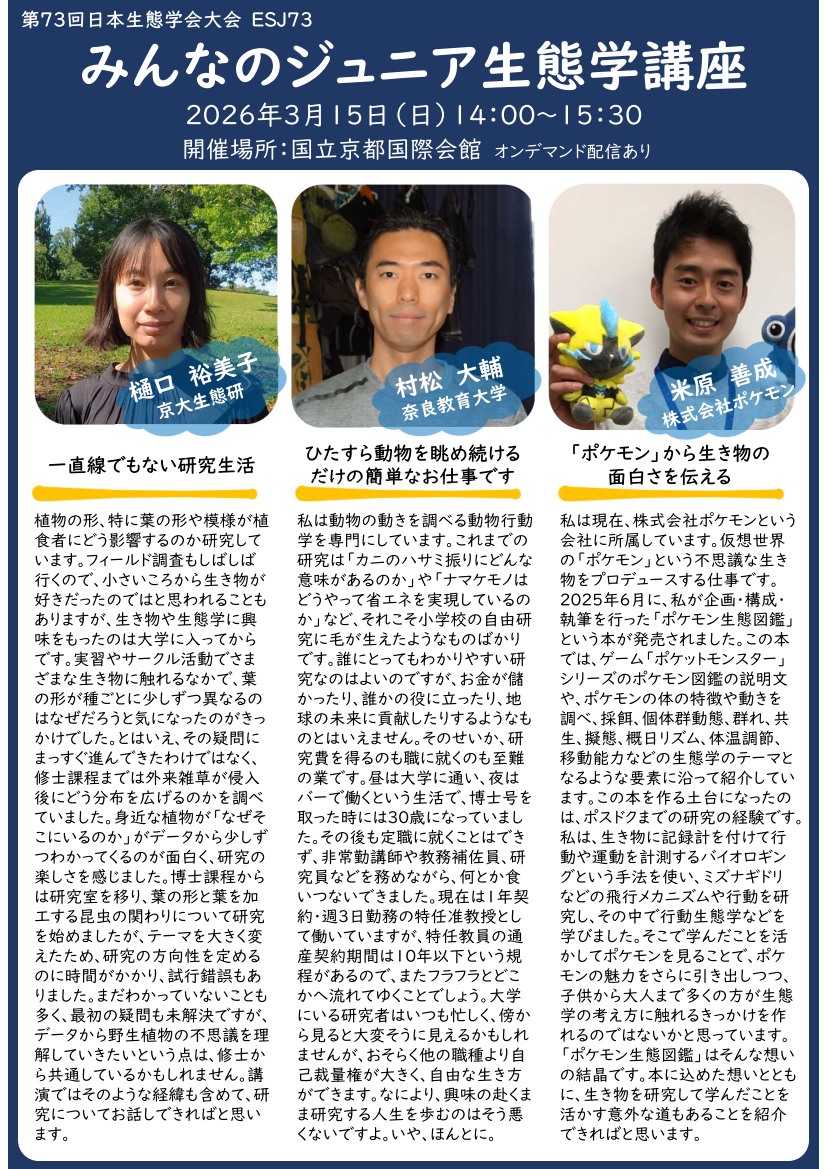 第73回日本生態学会大会 ESJ73
みんなのジュニア生態学講座
2026年3月15日（日）14：00～15：30
開催場所：国立京都国際会館 オンデマンド配信あり
樋口 裕美子
京大生態研
一直線でもない研究生活
植物の形、特に葉の形や模様が植
食者にどう影響するのか研究して
います。フィールド調査もしばしば
行くので、小さいころから生き物が
好きだったのではと思われることも
ありますが、生き物や生態学に興
味をもったのは大学に入ってから
です。実習やサークル活動でさま
ざまな生き物に触れるなかで、葉
の形が種ごとに少しずつ異なるの
はなぜだろうと気になったのがきっ
かけでした。とはいえ、その疑問に
まっすぐ進んできたわけではなく、
修士課程までは外来雑草が侵入
後にどう分布を広げるのかを調べ
ていました。身近な植物が「なぜそ
こにいるのか」がデータから少しず
つわかってくるのが面白く、研究の
楽しさを感じました。博士課程から
は研究室を移り、葉の形と葉を加
工する昆虫の関わりについて研究
を始めましたが、テーマを大きく変
えたため、研究の方向性を定める
のに時間がかかり、試行錯誤もあ
りました。まだわかっていないことも
多く、最初の疑問も未解決ですが、
データから野生植物の不思議を理
解していきたいという点は、修士か
ら共通しているかもしれません。講
演ではそのような経緯も含めて、研
究についてお話しできればと思い
ます。
村松 大輔
奈良教育大学
ひたすら動物を眺め続ける
だけの簡単なお仕事です
私は動物の動きを調べる動物行動
学を専門にしています。これまでの
研究は「カニのハサミ振りにどんな
意味があるのか」や「ナマケモノは
どうやって省エネを実現しているの
か」など、それこそ小学校の自由研
究に毛が生えたようなものばかり
です。誰にとってもわかりやすい研
究なのはよいのですが、お金が儲
かったり、誰かの役に立ったり、地
球の未来に貢献したりするようなも
のとはいえません。そのせいか、研
究費を得るのも職に就くのも至難
の業です。昼は大学に通い、夜は
バーで働くという生活で、博士号を
取った時には30歳になっていまし
た。その後も定職に就くことはでき
ず、非常勤講師や教務補佐員、研
究員などを務めながら、何とか食
いつないできました。現在は1年契
約・週3日勤務の特任准教授とし
て働いていますが、特任教員の通
産契約期間は10年以下という規
程があるので、またフラフラとどこ
かへ流れてゆくことでしょう。大学
にいる研究者はいつも忙しく、傍か
ら見ると大変そうに見えるかもしれ
ませんが、おそらく他の職種より自
己裁量権が大きく、自由な生き方
ができます。なにより、興味の赴くま
ま研究する人生を歩むのはそう悪
くないですよ。いや、ほんとに。
米原 善成
株式会社ポケモン
「ポケモン」から生き物の
面白さを伝える
私は現在、株式会社ポケモンという
会社に所属しています。仮想世界
の「ポケモン」という不思議な生き
物をプロデュースする仕事です。
2025年6月に、私が企画・構成・
執筆を行った「ポケモン生態図鑑」
という本が発売されました。この本
では、ゲーム「ポケットモンスター」
シリーズのポケモン図鑑の説明文
や、ポケモンの体の特徴や動きを
調べ、採餌、個体群動態、群れ、共
生、擬態、概日リズム、体温調節、
移動能力などの生態学のテーマと
なるような要素に沿って紹介してい
ます。この本を作る土台になったの
は、ポスドクまでの研究の経験です。
私は、生き物に記録計を付けて行
動や運動を計測するバイオロギン
グという手法を使い、ミズナギドリ
などの飛行メカニズムや行動を研
究し、その中で行動生態学などを
学びました。そこで学んだことを活
かしてポケモンを見ることで、ポケ
モンの魅力をさらに引き出しつつ、
子供から大人まで多くの方が生態
学の考え方に触れるきっかけを作
れるのではないかと思っています。
「ポケモン生態図鑑」はそんな想い
の結晶です。本に込めた想いととも
に、生き物を研究して学んだことを
活かす意外な道もあることを紹介
できればと思います。